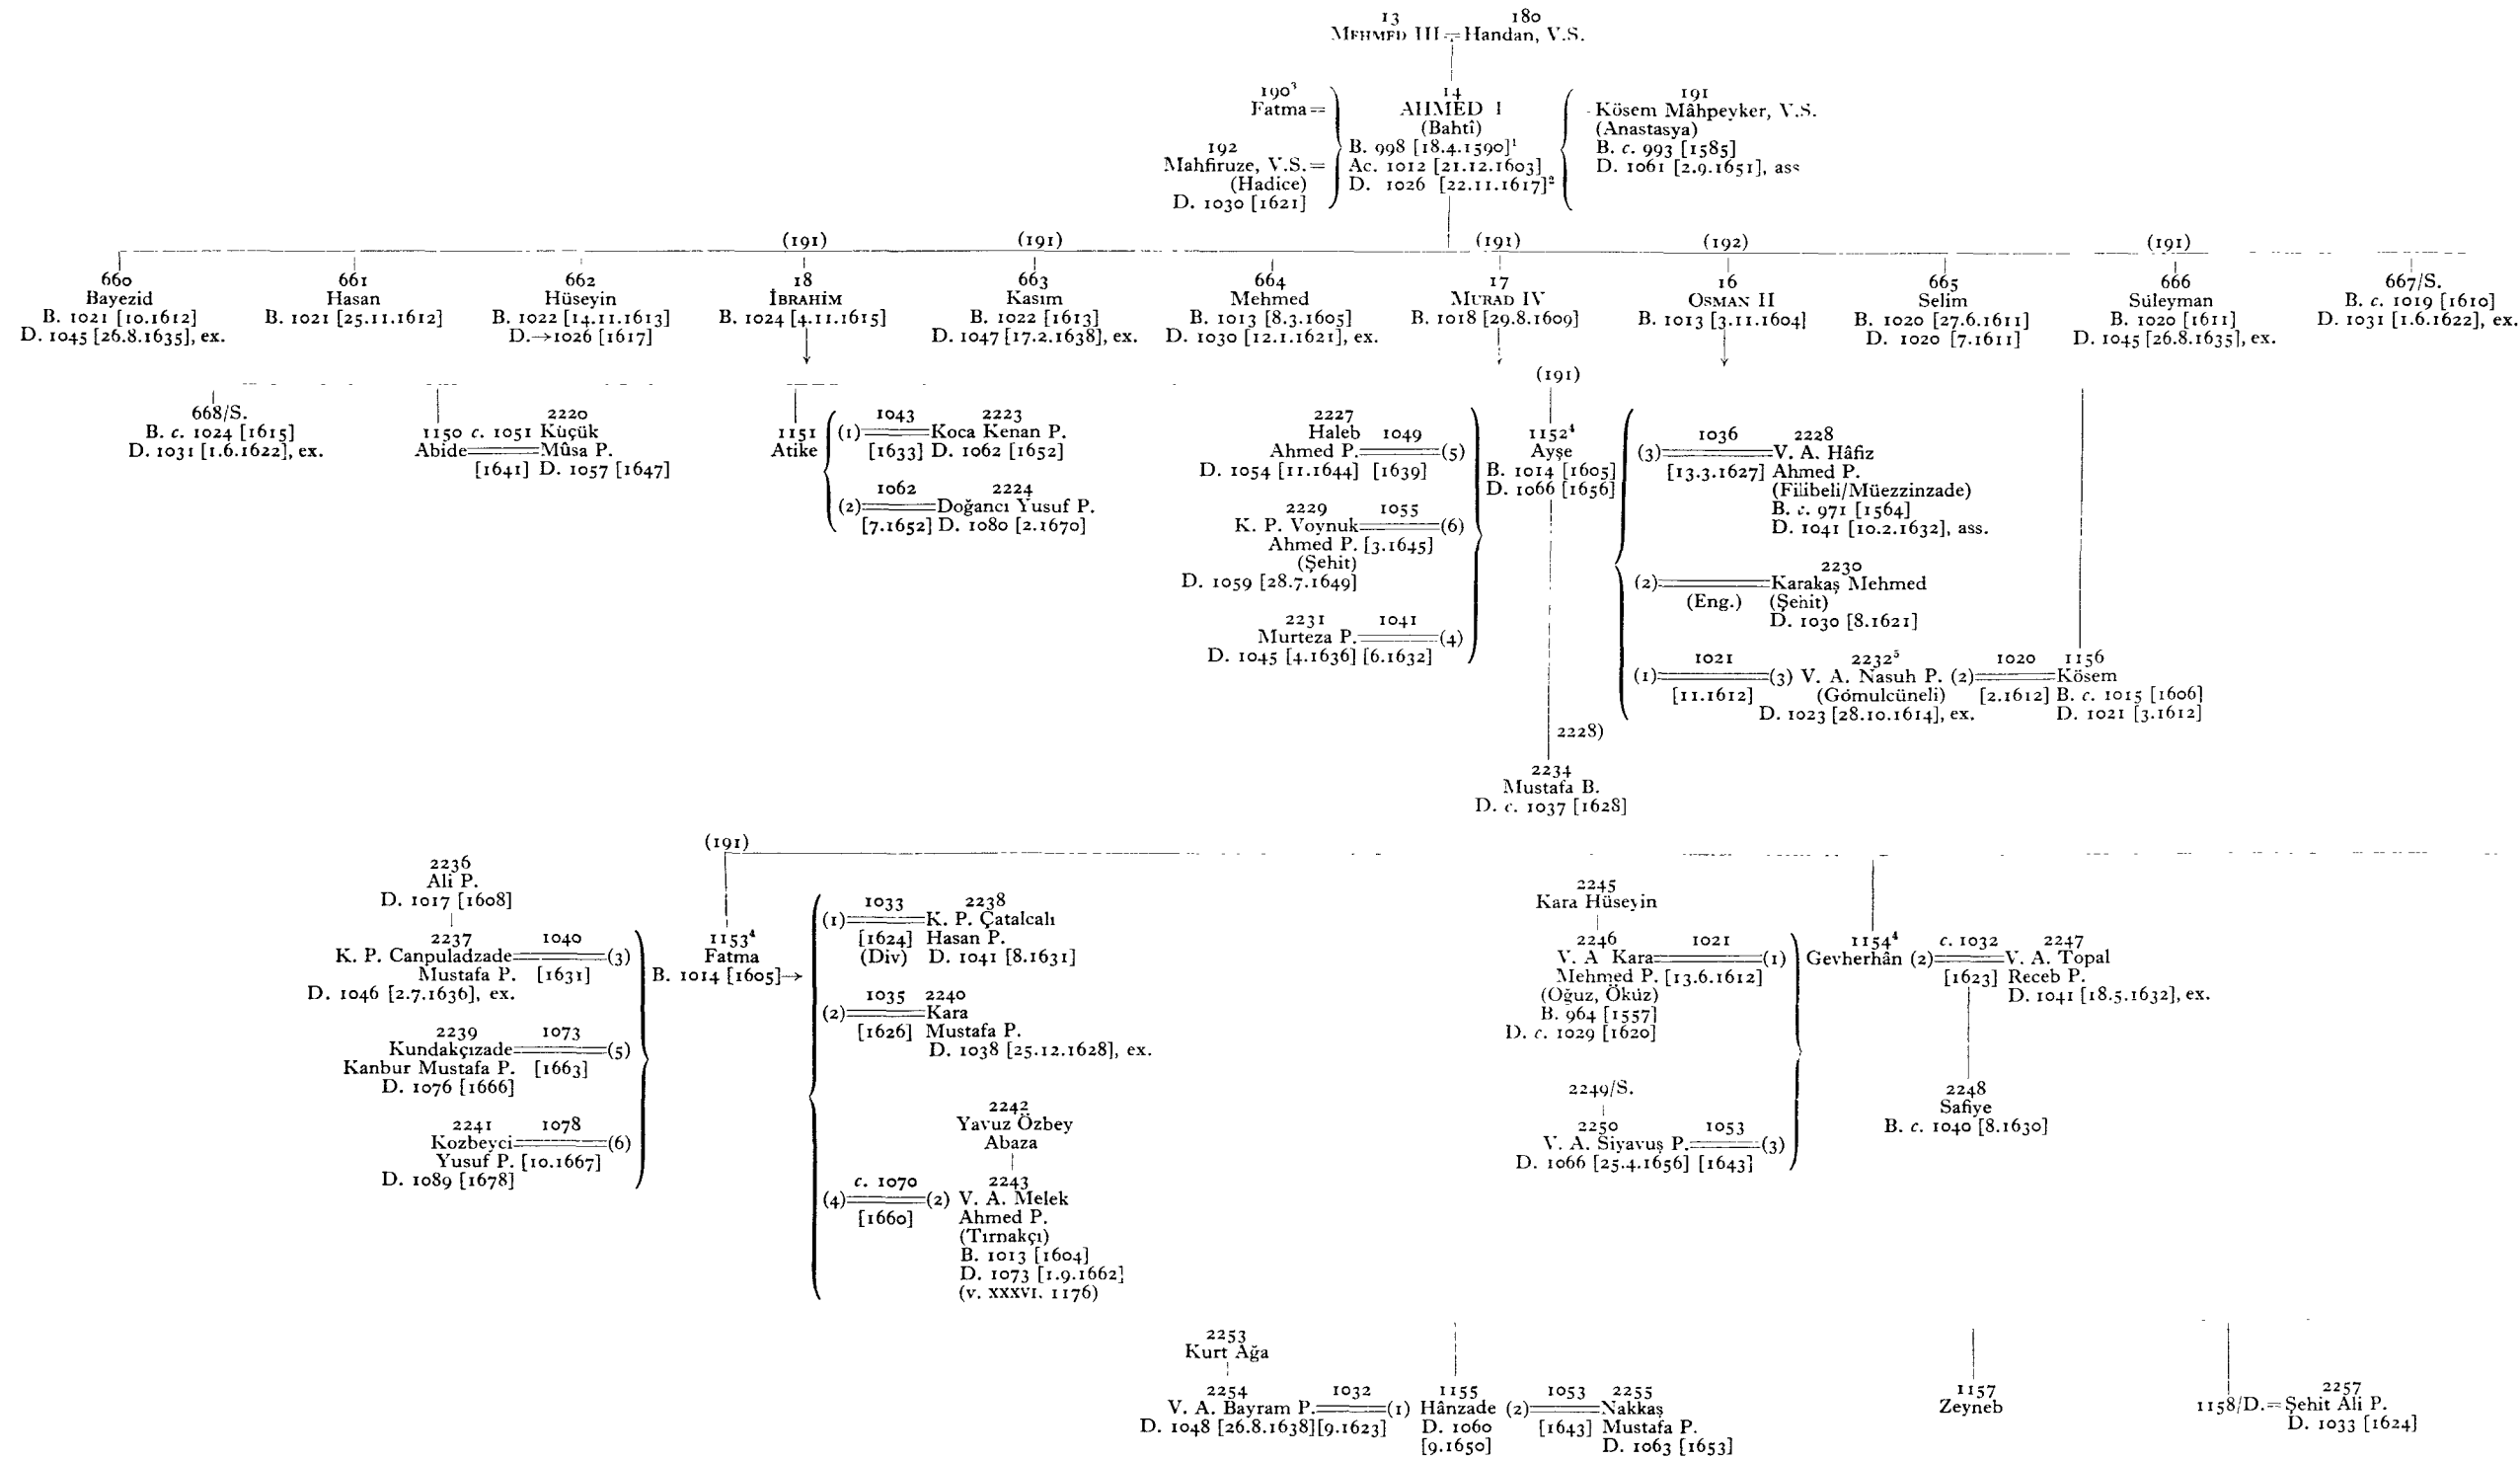 13 180
MEHMED III = Handan, V.S.
190³
Fatma =
192
Mahfiruze, V.S. =
(Hadice)
D. 1030 [1621]
14
AHMED I
(Bahtî)
B. 998 [18.4.1590]¹
Ac. 1012 [21.12.1603]
D. 1026 [22.11.1617]²
191
Kösem Mâhpeyker, V.S.
(Anastasya)
B. c. 993 [1585]
D. 1061 [2.9.1651], ass
660
Bayezid
B. 1021 [10.1612]
D. 1045 [26.8.1635], ex.
661
Hasan
B. 1021 [25.11.1612]
662
Hüseyin
B. 1022 [14.11.1613]
D.→1026 [1617]
(191)
18
İBRAHİM
B. 1024 [4.11.1615]
(191)
663
Kasım
B. 1022 [1613]
D. 1047 [17.2.1638], ex.
664
Mehmed
B. 1013 [8.3.1605]
D. 1030 [12.1.1621], ex.
(191)
17
MURAD IV
B. 1018 [29.8.1609]
(192)
16
OSMAN II
B. 1013 [3.11.1604]
665
Selim
B. 1020 [27.6.1611]
D. 1020 [7.1611]
(191)
666
Süleyman
B. 1020 [1611]
D. 1045 [26.8.1635], ex.
667/S.
B. c. 1019 [1610]
D. 1031 [1.6.1622], ex.
668/S.
B. c. 1024 [1615]
D. 1031 [1.6.1622], ex.
2220
1150 c. 1051 Küçük
Abide = Mûsa P.
[1641] D. 1057 [1647]
1151
Atike
1043 2223
(1) = Koca Kenan P.
[1633] D. 1062 [1652]
1062 2224
(2) = Doğancı Yusuf P.
[7.1652] D. 1080 [2.1670]
2227
Haleb 1049
Ahmed P. = (5)
D. 1054 [11.1644] [1639]
2229 1055
K. P. Voynuk = (6)
Ahmed P. [3.1645]
(Şehit)
D. 1059 [28.7.1649]
2231 1041
Murteza P. = (4)
D. 1045 [4.1636] [6.1632]
(191)
1152⁴
Ayşe
B. 1014 [1605]
D. 1066 [1656]
1036 2228
(3) = V. A. Hâfiz
[13.3.1627] Ahmed P.
(Filibeli/Müezzinzade)
B. c. 971 [1564]
D. 1041 [10.2.1632], ass.
2230
(2) = Karakaş Mehmed
(Eng.) (Şehit)
D. 1030 [8.1621]
1021 2232⁵ 1020 1156
(1) = (3) V. A. Nasuh P. (2) = Kösem
[11.1612] (Gömulcüneli) [2.1612] B. c. 1015 [1606]
D. 1023 [28.10.1614], ex. D. 1021 [3.1612]
2228)
2234
Mustafa B.
D. c. 1037 [1628]
2236
Ali P.
D. 1017 [1608]
2237 1040
K. P. Canpuladzade = (3)
Mustafa P. [1631]
D. 1046 [2.7.1636], ex.
2239 1073
Kundakçızade = (5)
Kanbur Mustafa P. [1663]
D. 1076 [1666]
2241 1078
Kozbeyci = (6)
Yusuf P. [10.1667]
D. 1089 [1678]
(191)
1153⁴
Fatma
B. 1014 [1605]→
1033 2238
(1) = K. P. Çatalcalı
[1624] Hasan P.
(Div) D. 1041 [8.1631]
1035 2240
(2) = Kara
[1626] Mustafa P.
D. 1038 [25.12.1628], ex.
2242
Yavuz Özbey
Abaza
c. 1070 2243
(4) = (2) V. A. Melek
[1660] Ahmed P.
(Tırnakçı)
B. 1013 [1604]
D. 1073 [1.9.1662]
(v. XXXVI. 1176)
2245
Kara Hüseyin
2246 1021
V. A Kara = (1)
Mehmed P. [13.6.1612]
(Oğuz, Öküz)
B. 964 [1557]
D. c. 1029 [1620]
2249/S.
2250 1053
V. A. Siyavuş P. = (3)
D. 1066 [25.4.1656] [1643]
1154⁴ c. 1032 2247
Gevherhân (2) = V. A. Topal
[1623] Receb P.
D. 1041 [18.5.1632], ex.
2248
Safiye
B. c. 1040 [8.1630]
2253
Kurt Ağa
2254 1032 1155 1053 2255
V. A. Bayram P. = (1) Hânzade (2) = Nakkaş
D. 1048 [26.8.1638] [9.1623] D. 1060 [1643] Mustafa P.
[9.1650] D. 1063 [1653]
1157
Zeyneb
2257
1158/D. = Şehit Ali P.
D. 1033 [1624]